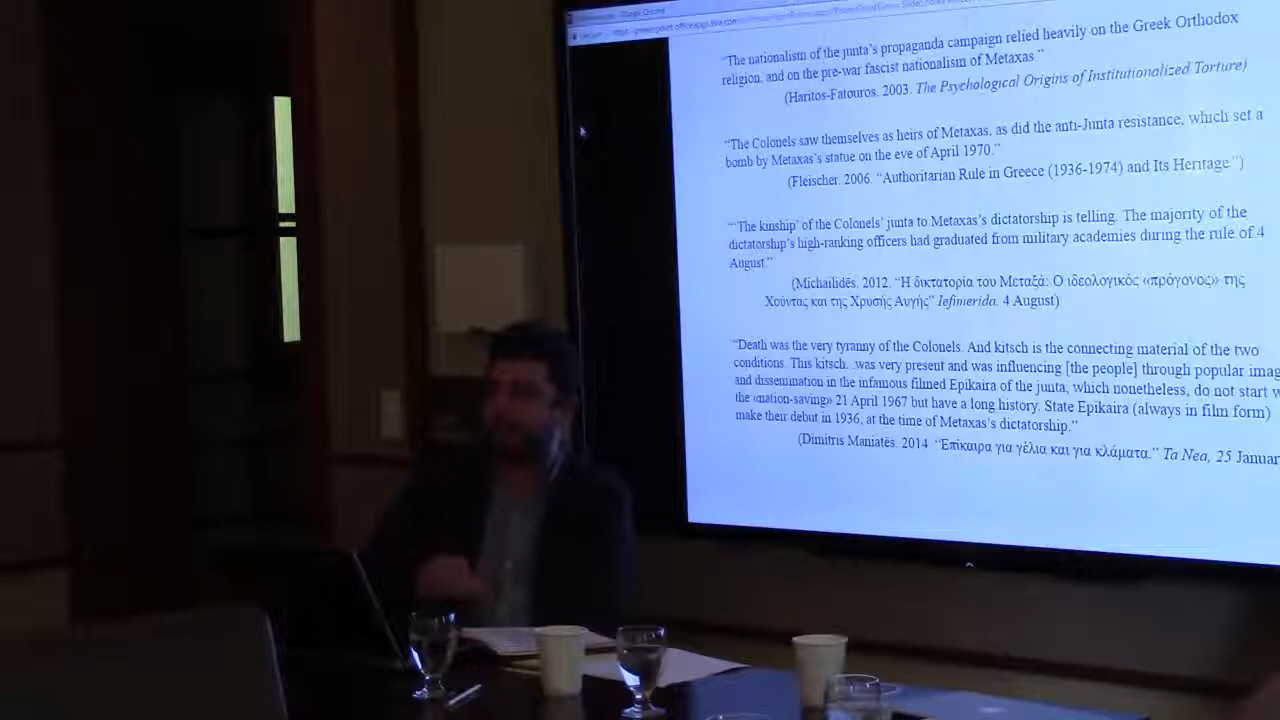 Google Chrome
"The nationalism of the junta's propaganda campaign relied heavily on the Greek Orthodox
religion, and on the pre-war fascist nationalism of Metaxas."
(Haritos-Fatouros. 2003. The Psychological Origins of Institutionalized Torture)
"The Colonels saw themselves as heirs of Metaxas, as did the anti-Junta resistance, which set a
bomb by Metaxas's statue on the eve of April 1970."
(Fleischer. 2006. "Authoritarian Rule in Greece (1936-1974) and Its Heritage")
"'The kinship' of the Colonels' junta to Metaxas's dictatorship is telling. The majority of the
dictatorship's high-ranking officers had graduated from military academies during the rule of 4
August."
(Michailidēs. 2012. "Η δικτατορία του Μεταξά: Ο ιδεολογικός «πρόγονος» της
Χούντας και της Χρυσής Αυγής" Iefimerida. 4 August)
"Death was the very tyranny of the Colonels. And kitsch is the connecting material of the two
conditions. This kitsch...was very present and was influencing [the people] through popular imag
and dissemination in the infamous filmed Epikaira of the junta, which nonetheless, do not start w
the «nation-saving» 21 April 1967 but have a long history. State Epikaira (always in film form)
make their debut in 1936, at the time of Metaxas's dictatorship."
(Dimitris Maniatēs. 2014 "Επίκαιρα για γέλια και για κλάματα." Ta Nea, 25 Januar